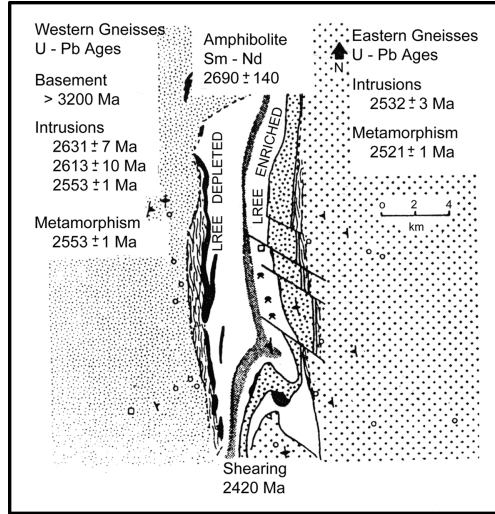 Western Gneisses
U - Pb Ages
Basement
> 3200 Ma
Intrusions
2631 ± 7 Ma
2613 ± 10 Ma
2553 ± 1 Ma
Metamorphism
2553 ± 1 Ma
Amphibolite
Sm - Nd
2690 ± 140
LREE DEPLETED
LREE ENRICHED
Eastern Gneisses
U - Pb Ages
N
Intrusions
2532 ± 3 Ma
Metamorphism
2521 ± 1 Ma
0 2 4
km
Shearing
2420 Ma